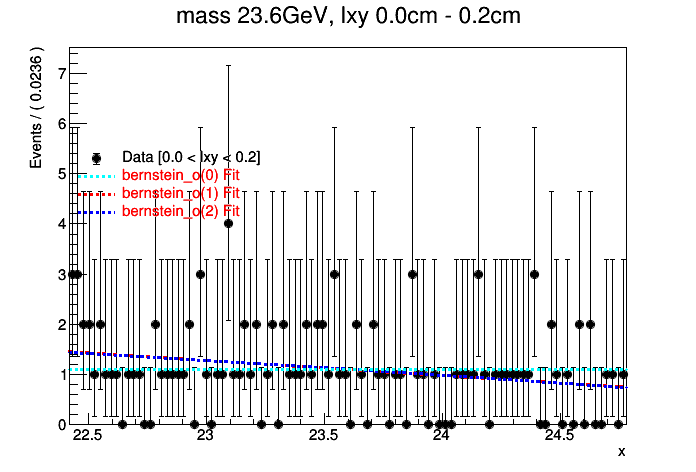 mass 23.6GeV, lxy 0.0cm - 0.2cm
Events / ( 0.0236 )
7
6
5
4
3
2
1
0
Data [0.0 < lxy < 0.2]
bernstein_o(0) Fit
bernstein_o(1) Fit
bernstein_o(2) Fit
22.5 23 23.5 24 24.5
x